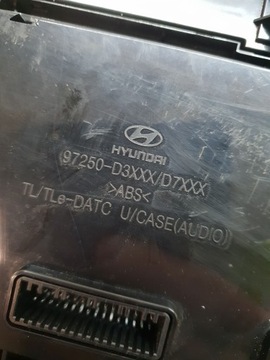 HYUNDAI
97250-D3XXX/D7XXX
>ABS<
TL/TLe-DATC U/CASE(AUDIO)